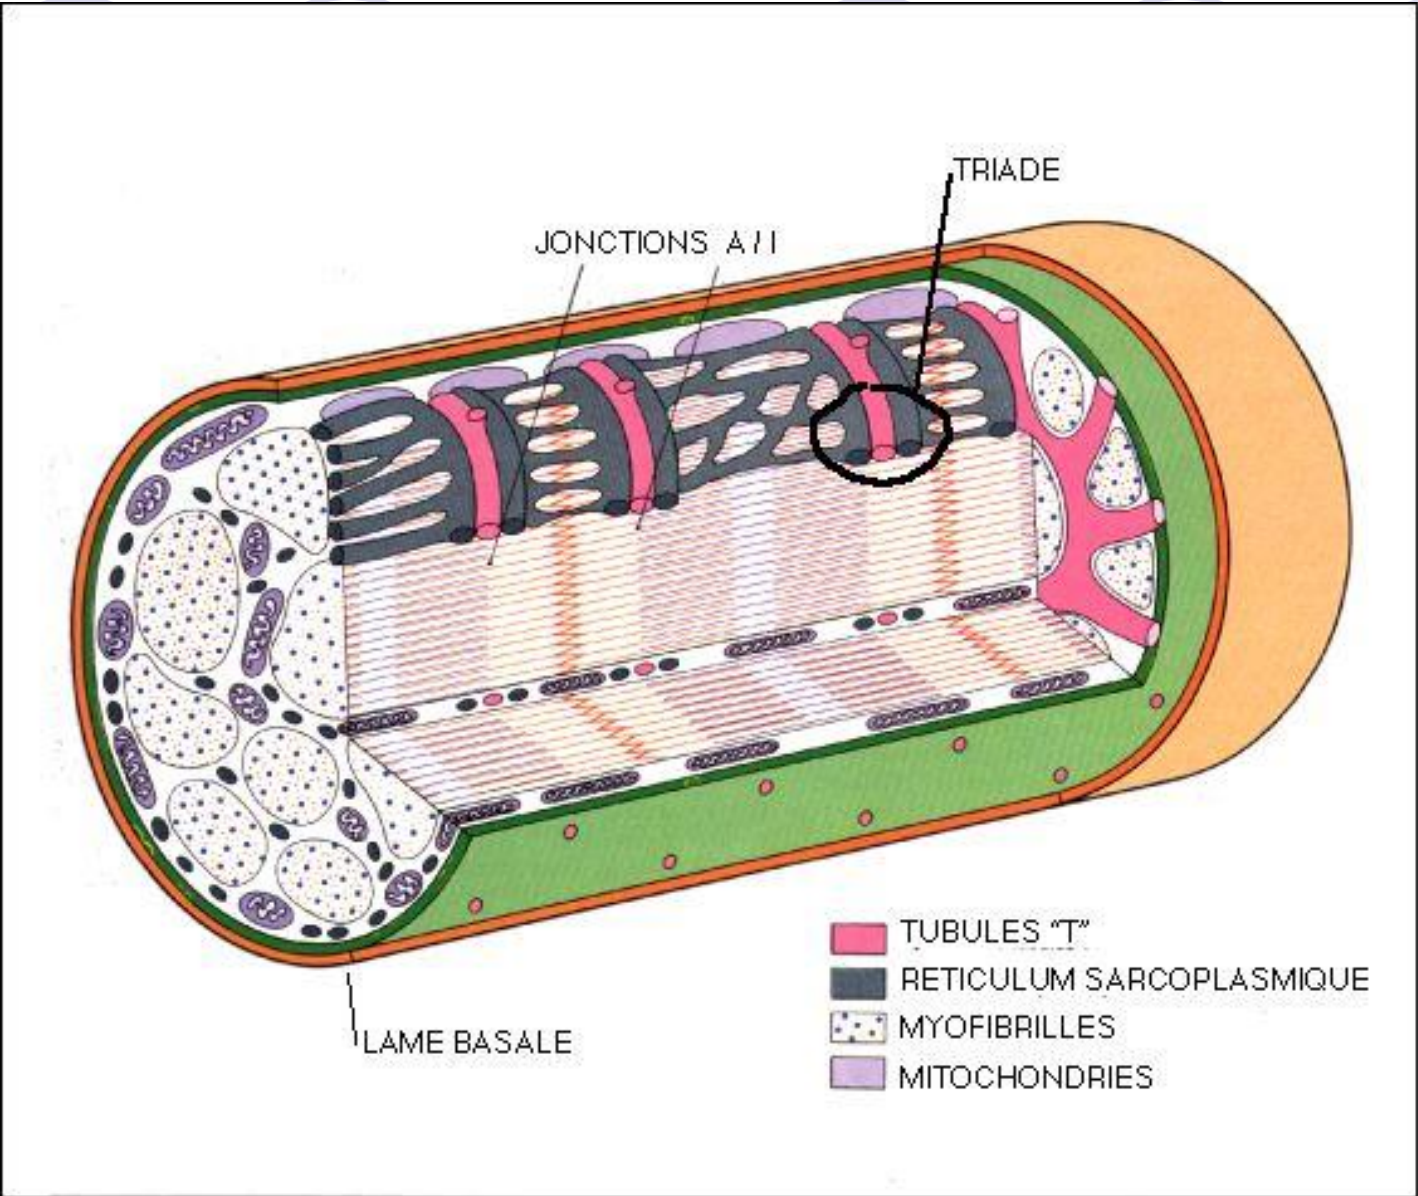 TRIADE
JONCTIONS A/I
TUBULES "T"
RETICULUM SARCOPLASMIQUE
MYOFIBRILLES
LAME BASALE
MITOCHONDRIES